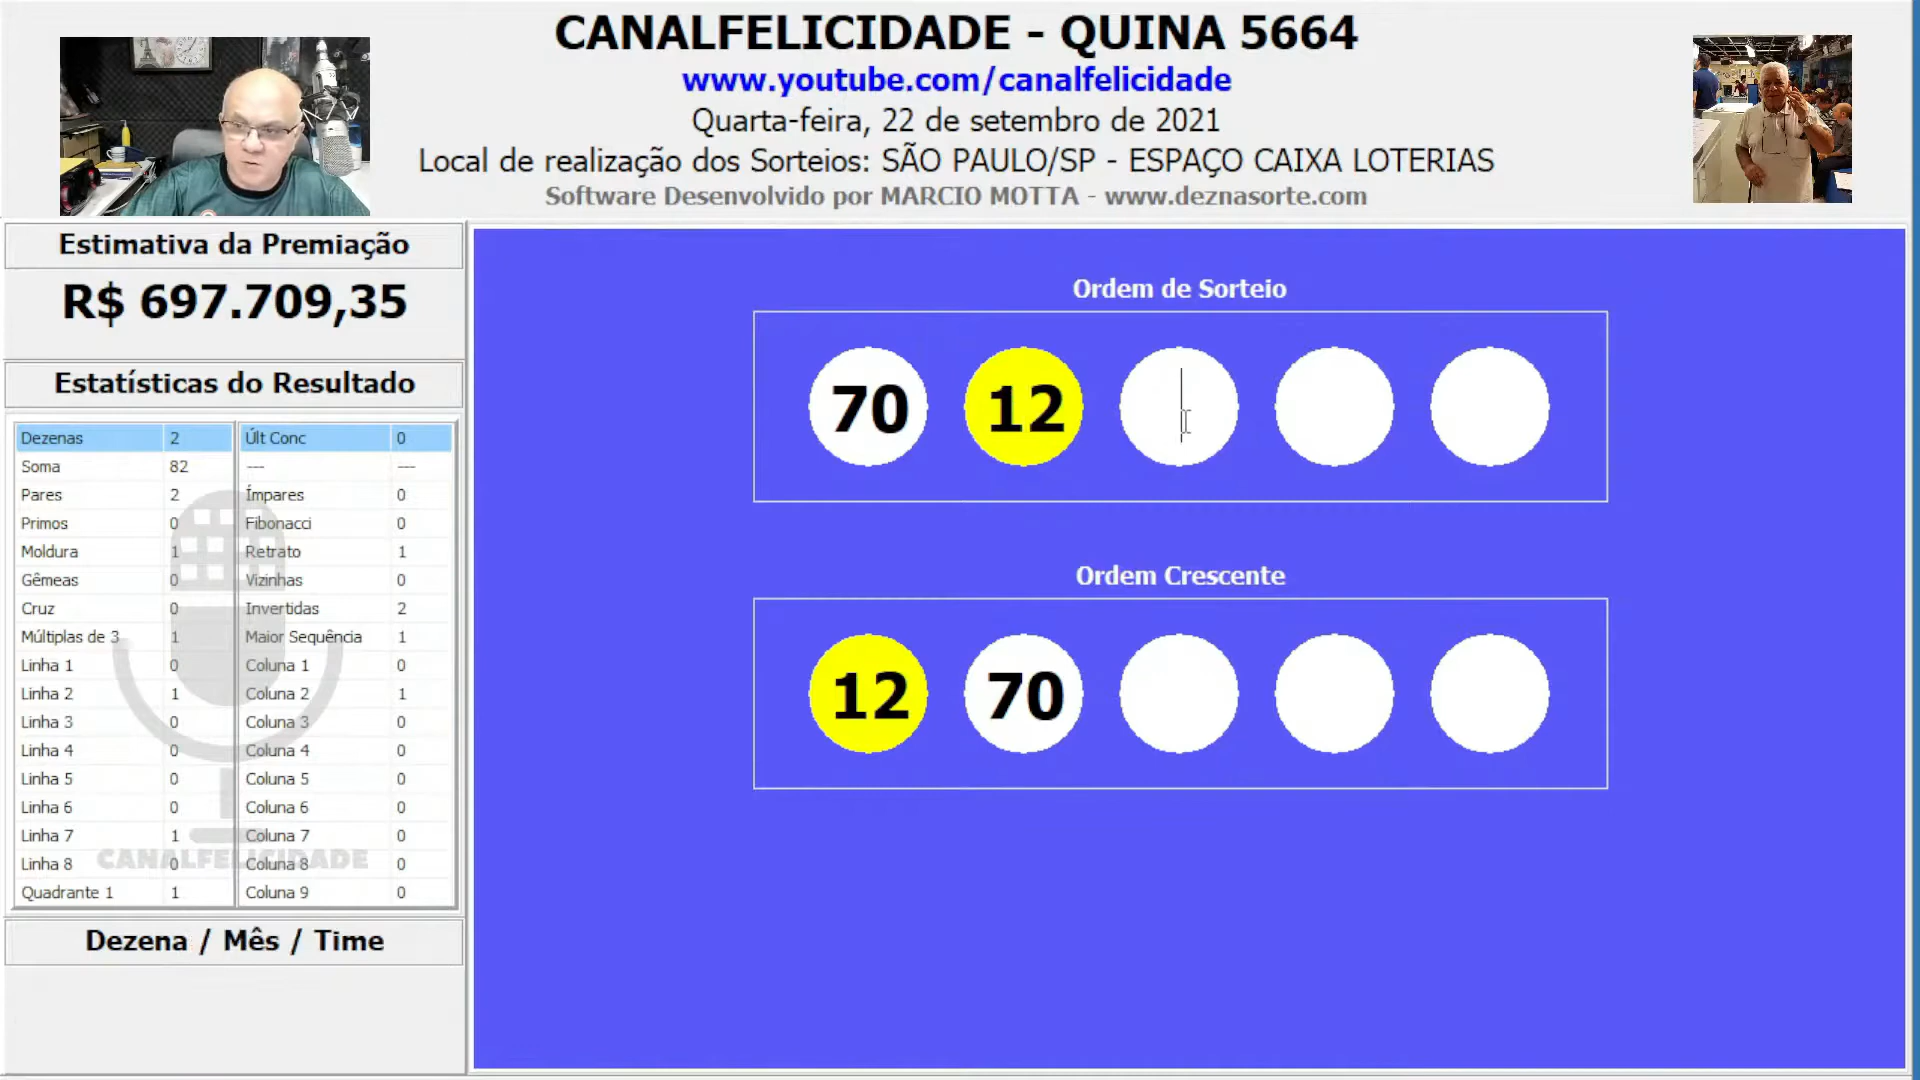 CANALFELICIDADE - QUINA 5664
www.youtube.com/canalfelicidade
Quarta-feira, 22 de setembro de 2021
Local de realização dos Sorteios: SÃO PAULO/SP - ESPAÇO CAIXA LOTERIAS
Software Desenvolvido por MARCIO MOTTA - www.deznasorte.com
Estimativa da Premiação
R$ 697.709,35
Estatísticas do Resultado
Dezenas 2 Últ Conc 0
Soma 82 --- ---
Pares 2 Ímpares 0
Primos 0 Fibonacci 0
Moldura 1 Retrato 1
Gêmeas 0 Vizinhas 0
Cruz 0 Invertidas 2
Múltiplas de 3 1 Maior Sequência 1
Linha 1 0 Coluna 1 0
Linha 2 1 Coluna 2 1
Linha 3 0 Coluna 3 0
Linha 4 0 Coluna 4 0
Linha 5 0 Coluna 5 0
Linha 6 0 Coluna 6 0
Linha 7 1 Coluna 7 0
Linha 8 0 Coluna 8 0
CANALFELICIDADE
Quadrante 1 1 Coluna 9 0
Dezena / Mês / Time
Ordem de Sorteio
70 12
Ordem Crescente
12 70